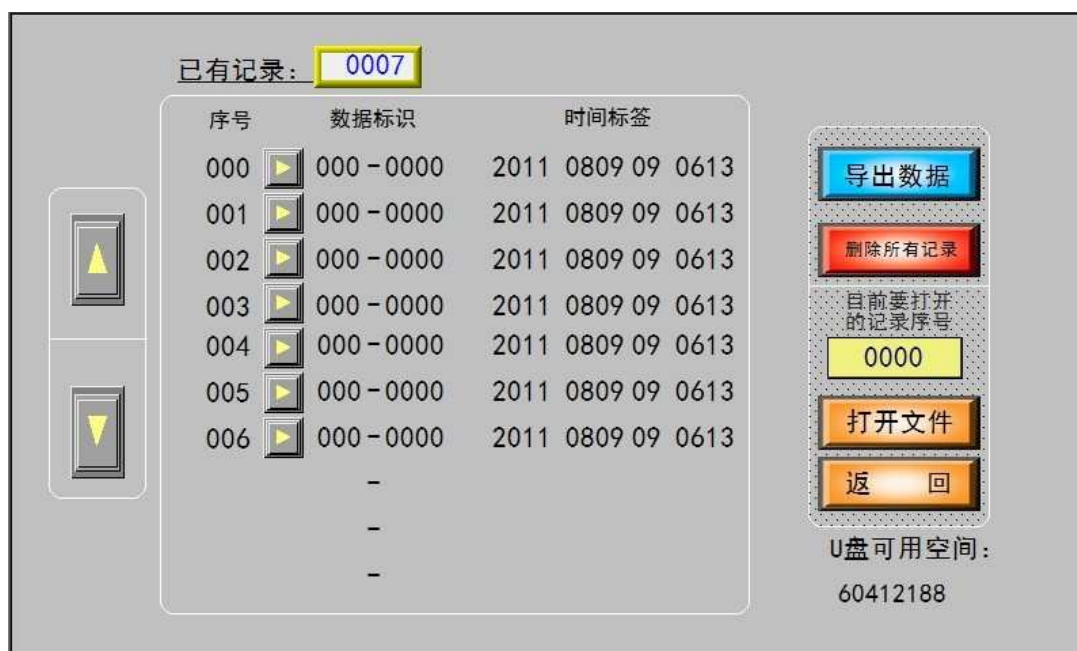 已有记录: 0007
序号 数据标识 时间标签
000 000-0000 2011 0809 09 0613
001 000-0000 2011 0809 09 0613
002 000-0000 2011 0809 09 0613
003 000-0000 2011 0809 09 0613
004 000-0000 2011 0809 09 0613
005 000-0000 2011 0809 09 0613
006 000-0000 2011 0809 09 0613
-
-
-
导出数据
删除所有记录
目前要打开
的记录序号
0000
打开文件
返 回
U盘可用空间:
60412188